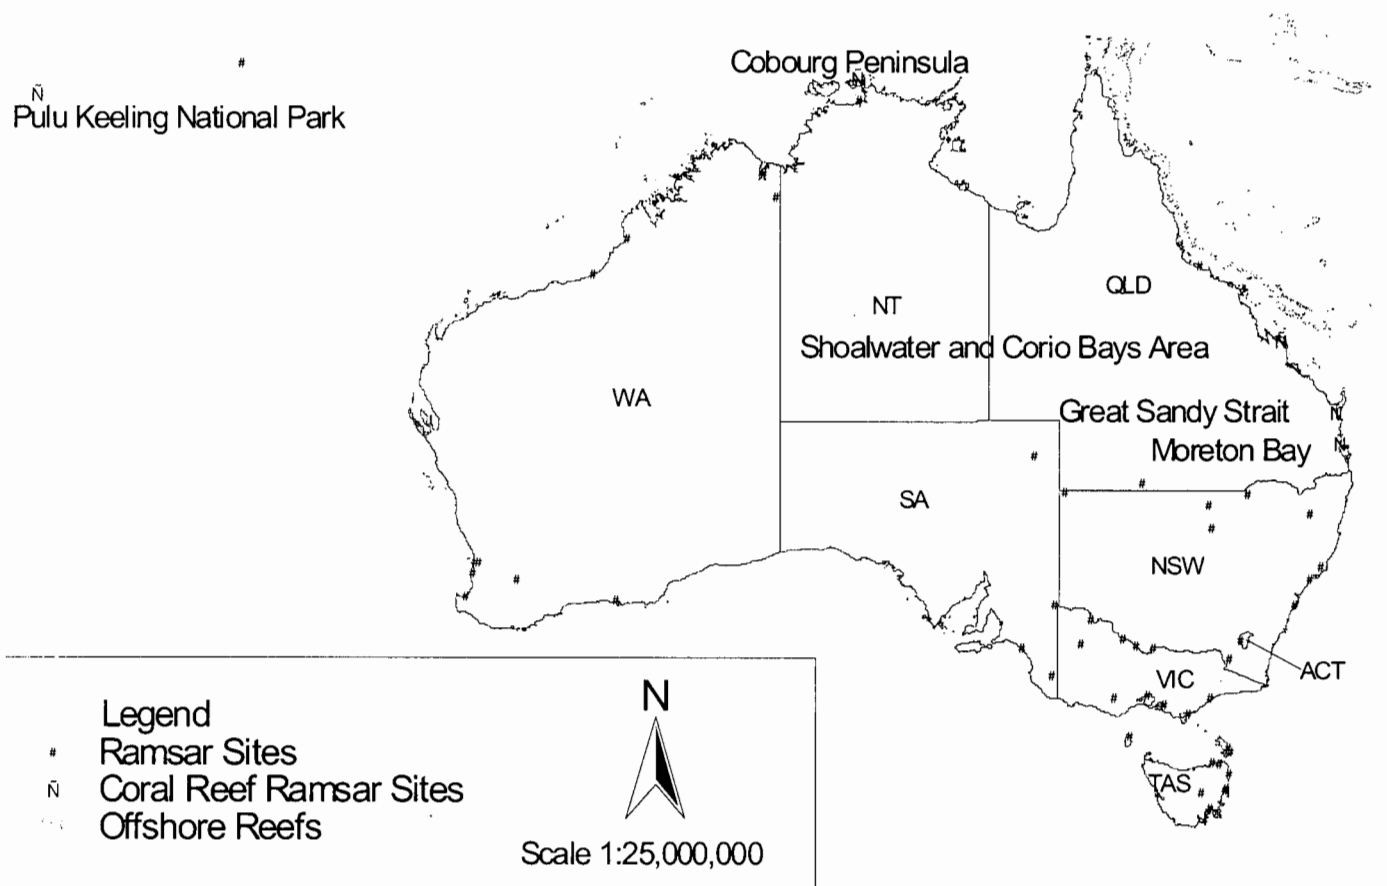 Cobourg Peninsula
Pulu Keeling National Park
NT
QLD
Shoalwater and Corio Bays Area
WA
Great Sandy Strait
Moreton Bay
SA
NSW
ACT
VIC
TAS
Legend
# Ramsar Sites
Ñ Coral Reef Ramsar Sites
Offshore Reefs
N
Scale 1:25,000,000